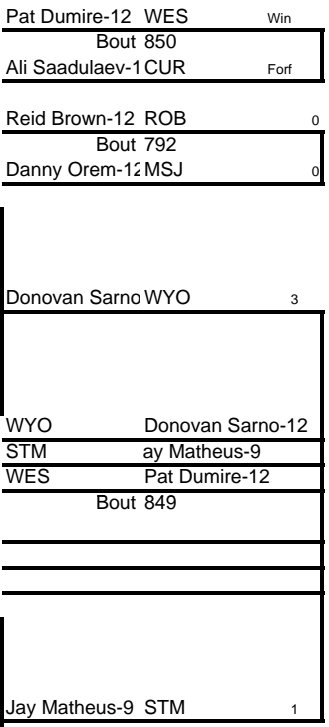 Pat Dumire-12 WES Win
Bout 850
Ali Saadulaev-1 CUR Forf
Reid Brown-12 ROB 0
Bout 792
Danny Orem-12 MSJ 0
Donovan Sarno WYO 3
WYO Donovan Sarno-12
STM ay Matheus-9
WES Pat Dumire-12
Bout 849
Jay Matheus-9 STM 1